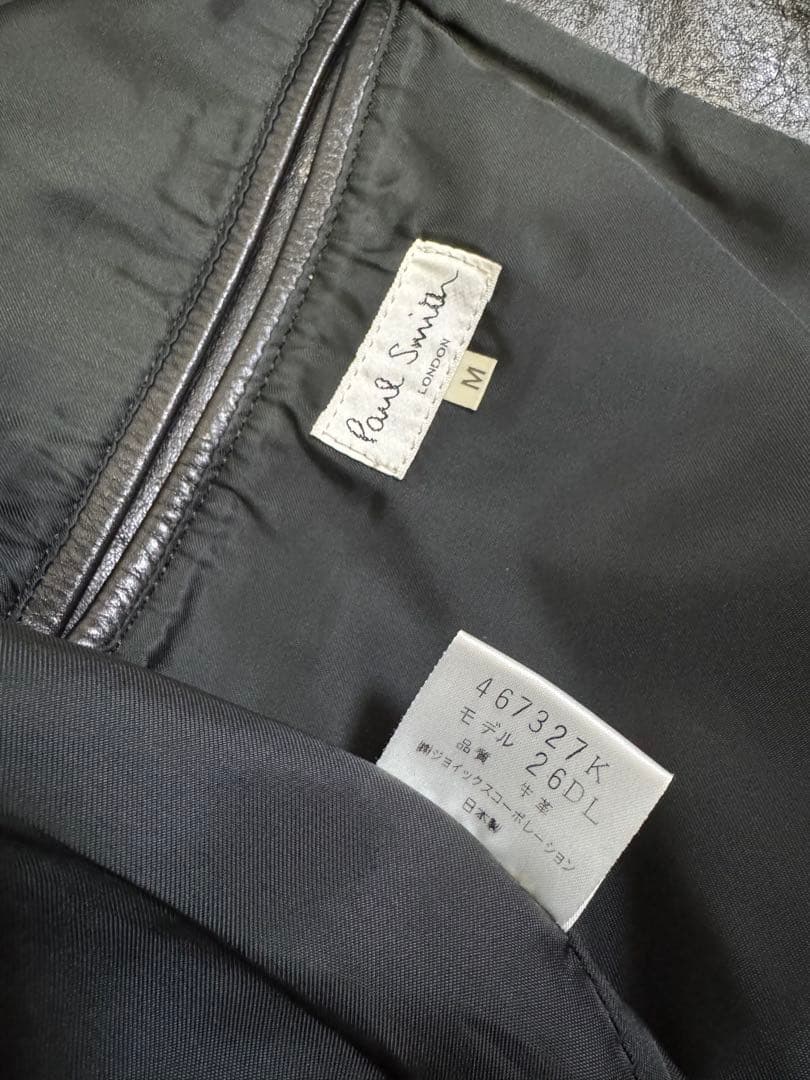 Paul Smith
LONDON
M
467327K
モデル 26DL
品質 牛革
㈱ジョイックスコーポレーション
日本製